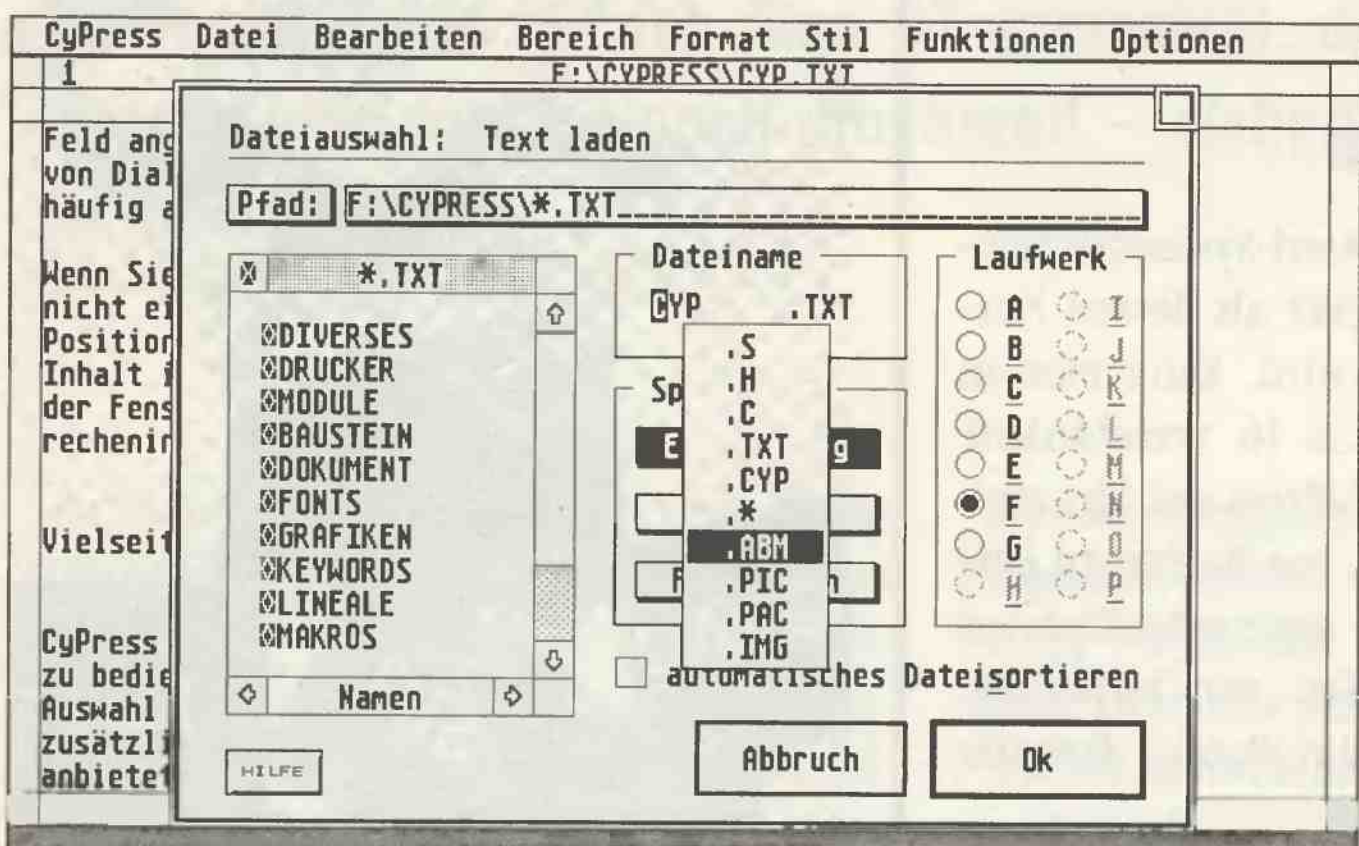 CyPress Datei Bearbeiten Bereich Format Stil Funktionen Optionen
1 F:\CYPRESS\CYP.TXT
Feld ang
von Dial
häufig a
Wenn Sie
nicht ei
Position
Inhalt i
der Fens
rechenin
Vielseit
CyPress
zu bedie
Auswahl
zusätzli
anbietet
Dateiauswahl: Text laden
Pfad: F:\CYPRESS\*.TXT
*.TXT
DIVERSES
DRUCKER
MODULE
BAUSTEIN
DOKUMENT
FONTS
GRAFIKEN
KEYWORDS
LINEALE
MAKROS
Namen
HILFE
Dateiname
CYP .TXT
.S
.H
.C
.TXT
.CYP
.*
.ABM
.PIC
.PAC
.IMG
Sp
E g
automatisches Dateisortieren
Laufwerk
A I
B J
C K
D L
E M
F N
G O
H P
Abbruch
Ok